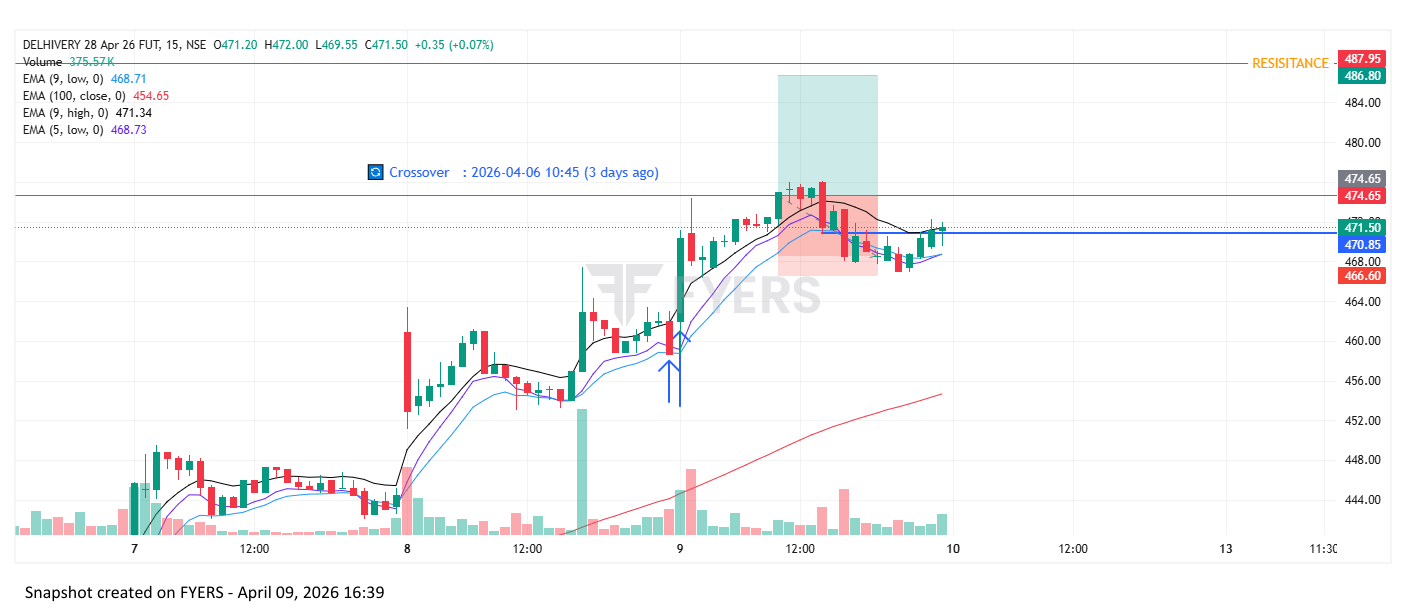 DELHIVERY 28 Apr 26 FUT, 15, NSE O471.20 H472.00 L469.55 C471.50 +0.35 (+0.07%)
Volume 375.57K
EMA (9, low, 0) 468.71
EMA (100, close, 0) 454.65
EMA (9, high, 0) 471.34
EMA (5, low, 0) 468.73
RESISITANCE
487.95
486.80
484.00
480.00
Crossover : 2026-04-06 10:45 (3 days ago)
474.65
474.65
471.50
470.85
468.00
466.60
FYERS
464.00
460.00
456.00
452.00
448.00
444.00
7 12:00 8 12:00 9 12:00 10 12:00 13 11:30
Snapshot created on FYERS - April 09, 2026 16:39